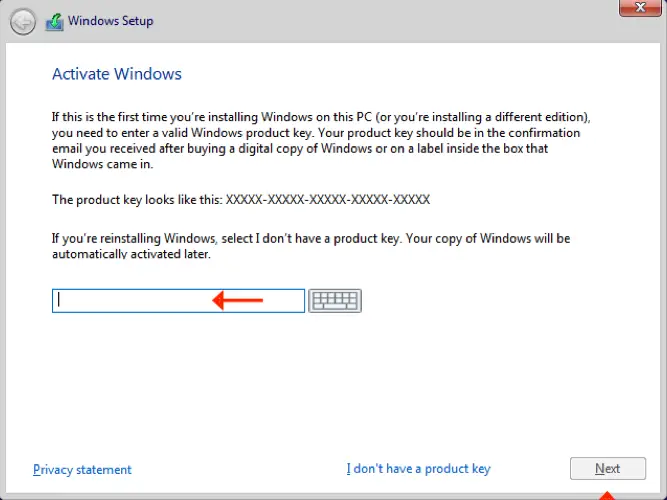 Windows Setup
Activate Windows
If this is the first time you're installing Windows on this PC (or you're installing a different edition),
you need to enter a valid Windows product key. Your product key should be in the confirmation
email you received after buying a digital copy of Windows or on a label inside the box that
Windows came in.
The product key looks like this: XXXXX-XXXXX-XXXXX-XXXXX-XXXXX
If you're reinstalling Windows, select I don't have a product key. Your copy of Windows will be
automatically activated later.
Privacy statement
I don't have a product key
Next